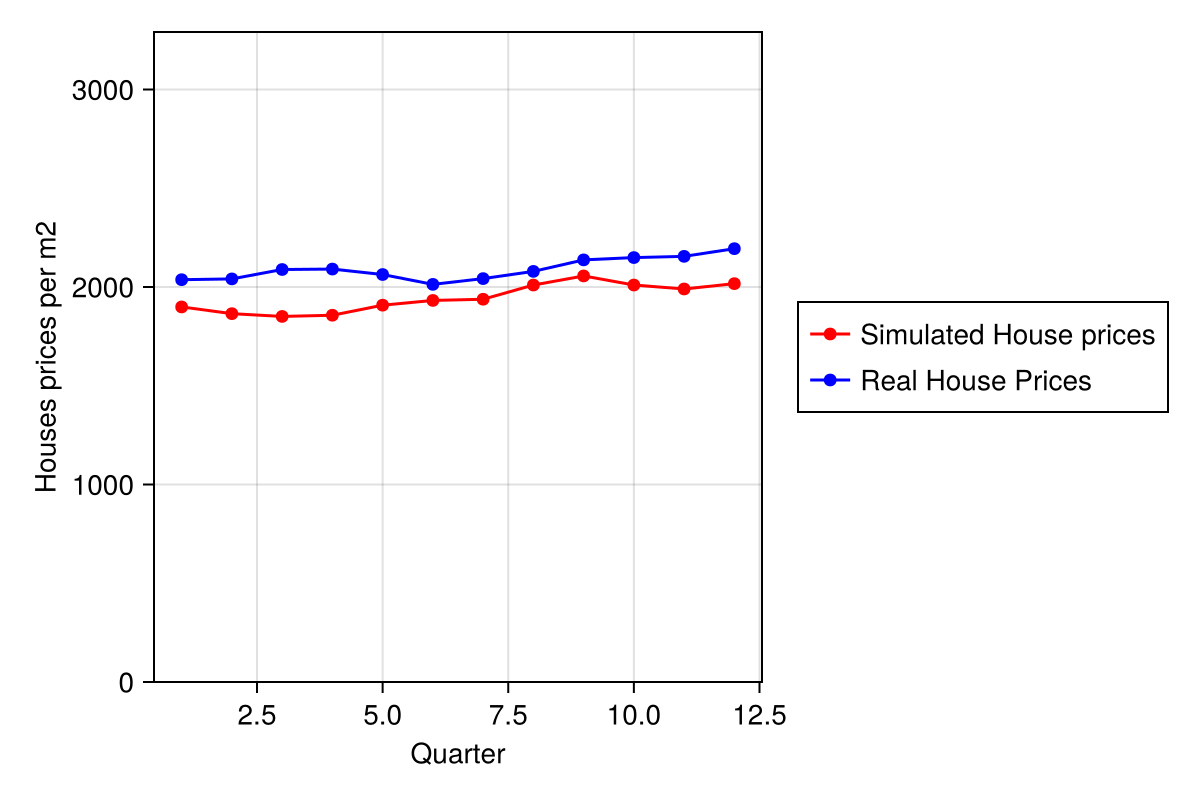 3000
2000
1000
0
Houses prices per m2
2.5 5.0 7.5 10.0 12.5
Quarter
Simulated House prices
Real House Prices